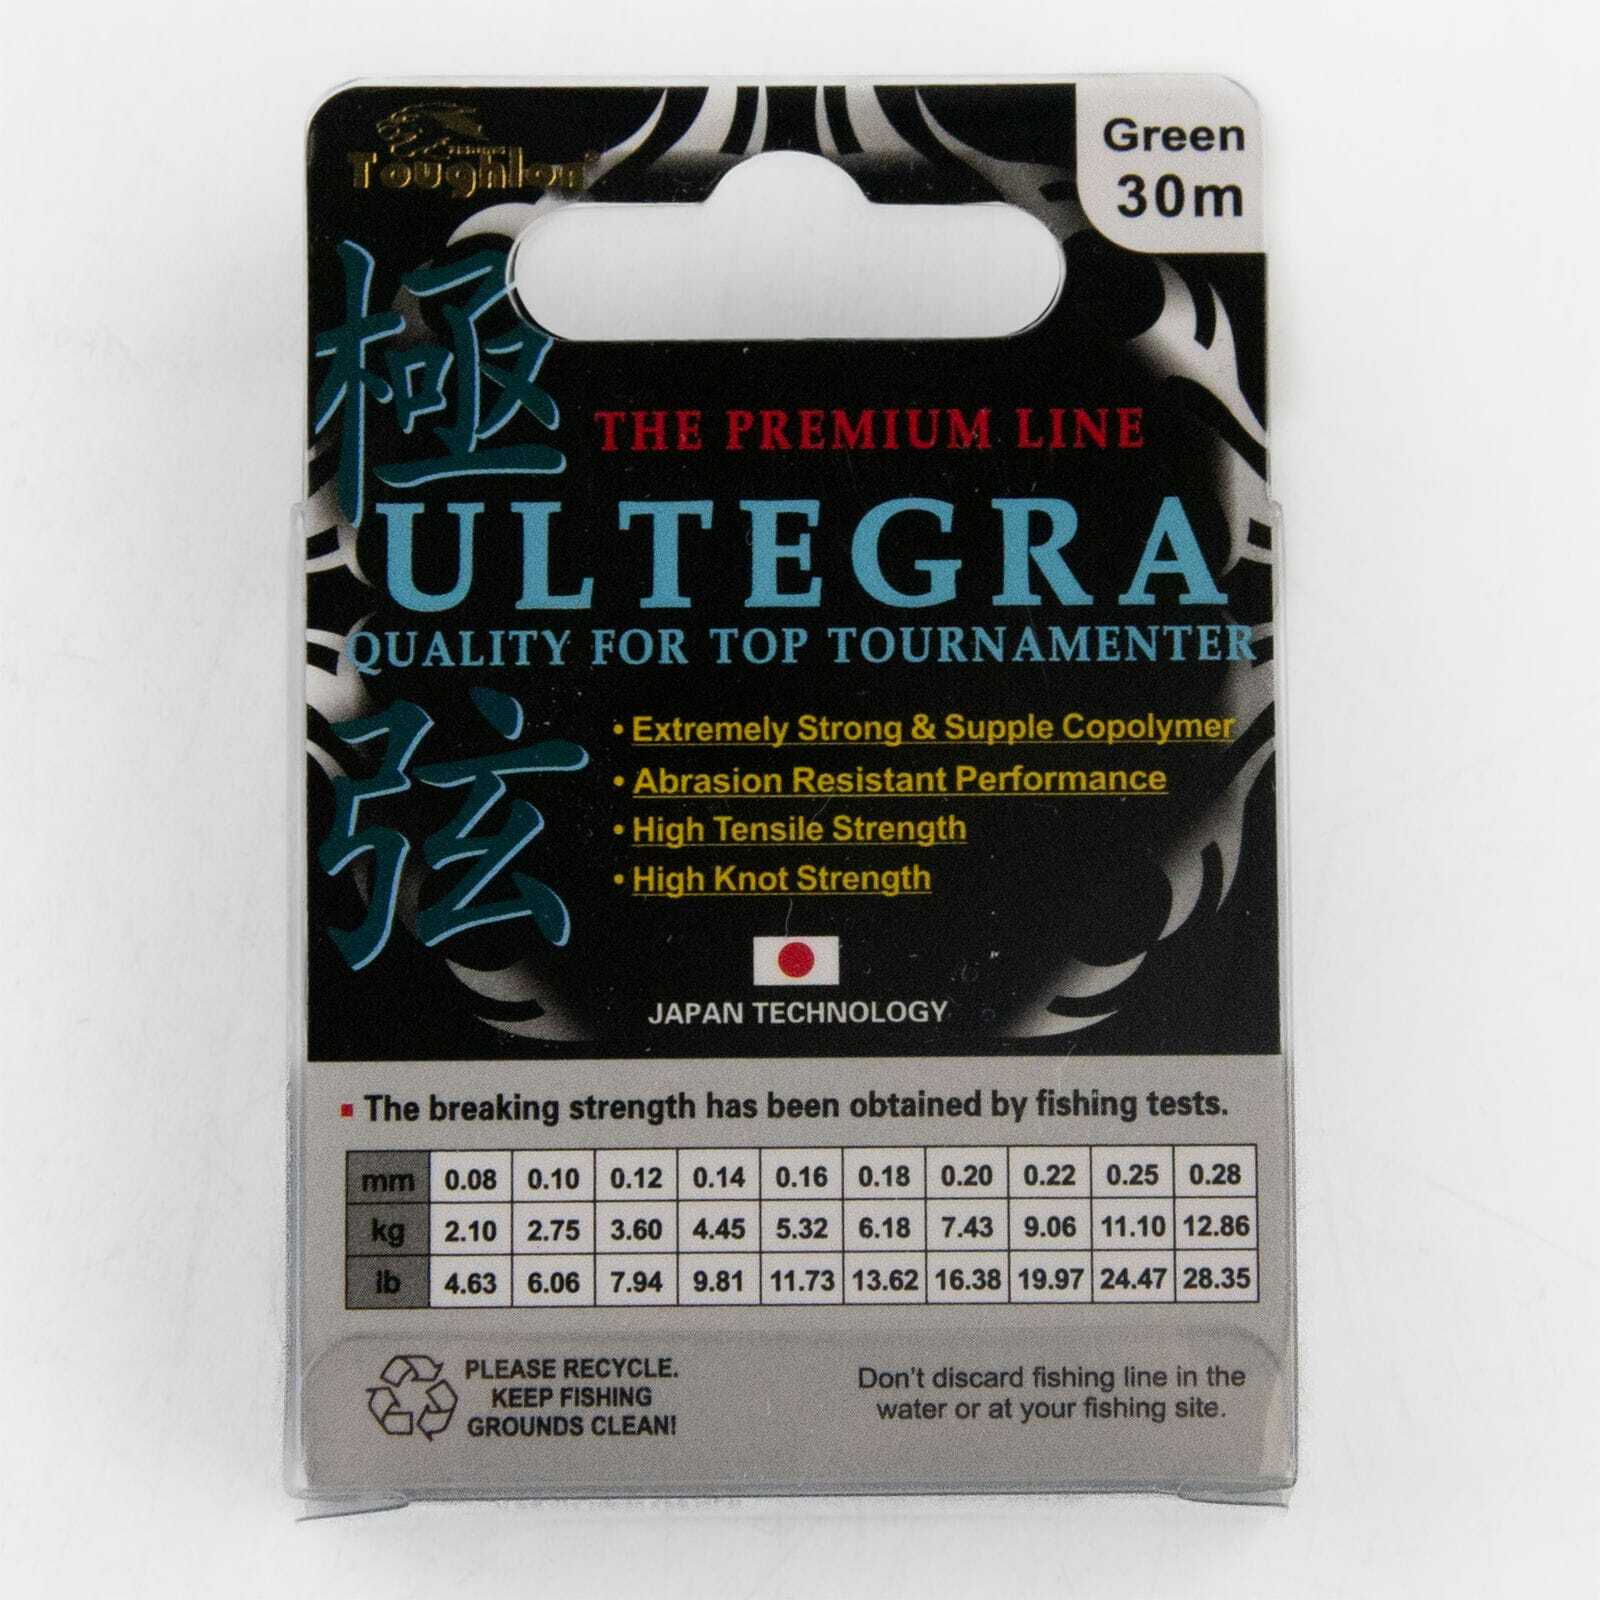 Toughlon
Green
30m
極
THE PREMIUM LINE
ULTEGRA
QUALITY FOR TOP TOURNAMENTER
弦
• Extremely Strong & Supple Copolymer
• Abrasion Resistant Performance
• High Tensile Strength
• High Knot Strength
JAPAN TECHNOLOGY
The breaking strength has been obtained by fishing tests.
mm 0.08 0.10 0.12 0.14 0.16 0.18 0.20 0.22 0.25 0.28
kg 2.10 2.75 3.60 4.45 5.32 6.18 7.43 9.06 11.10 12.86
lb 4.63 6.06 7.94 9.81 11.73 13.62 16.38 19.97 24.47 28.35
PLEASE RECYCLE.
KEEP FISHING
GROUNDS CLEAN!
Don't discard fishing line in the
water or at your fishing site.